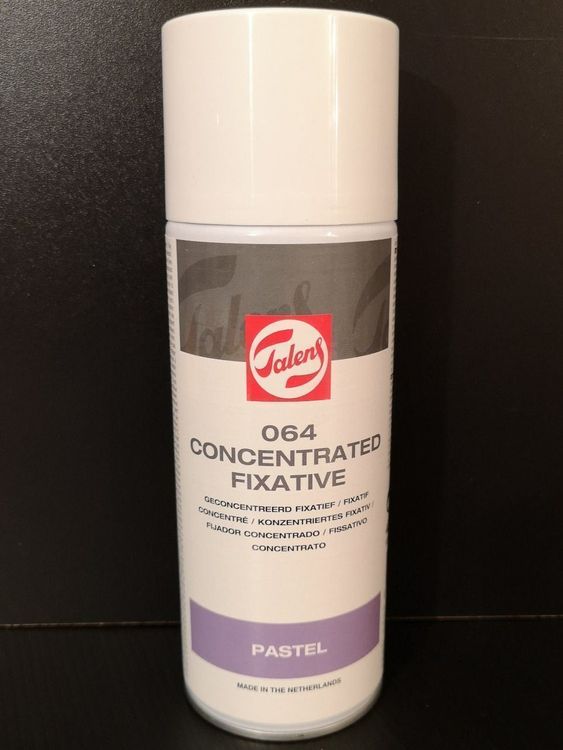 Talens
Talens
064
CONCENTRATED
FIXATIVE
GECONCENTREERD FIXATIEF / FIXATIF
CONCENTRÉ / KONZENTRIERTES FIXATIV /
FIJADOR CONCENTRADO / FISSATIVO
CONCENTRATO
PASTEL
MADE IN THE NETHERLANDS